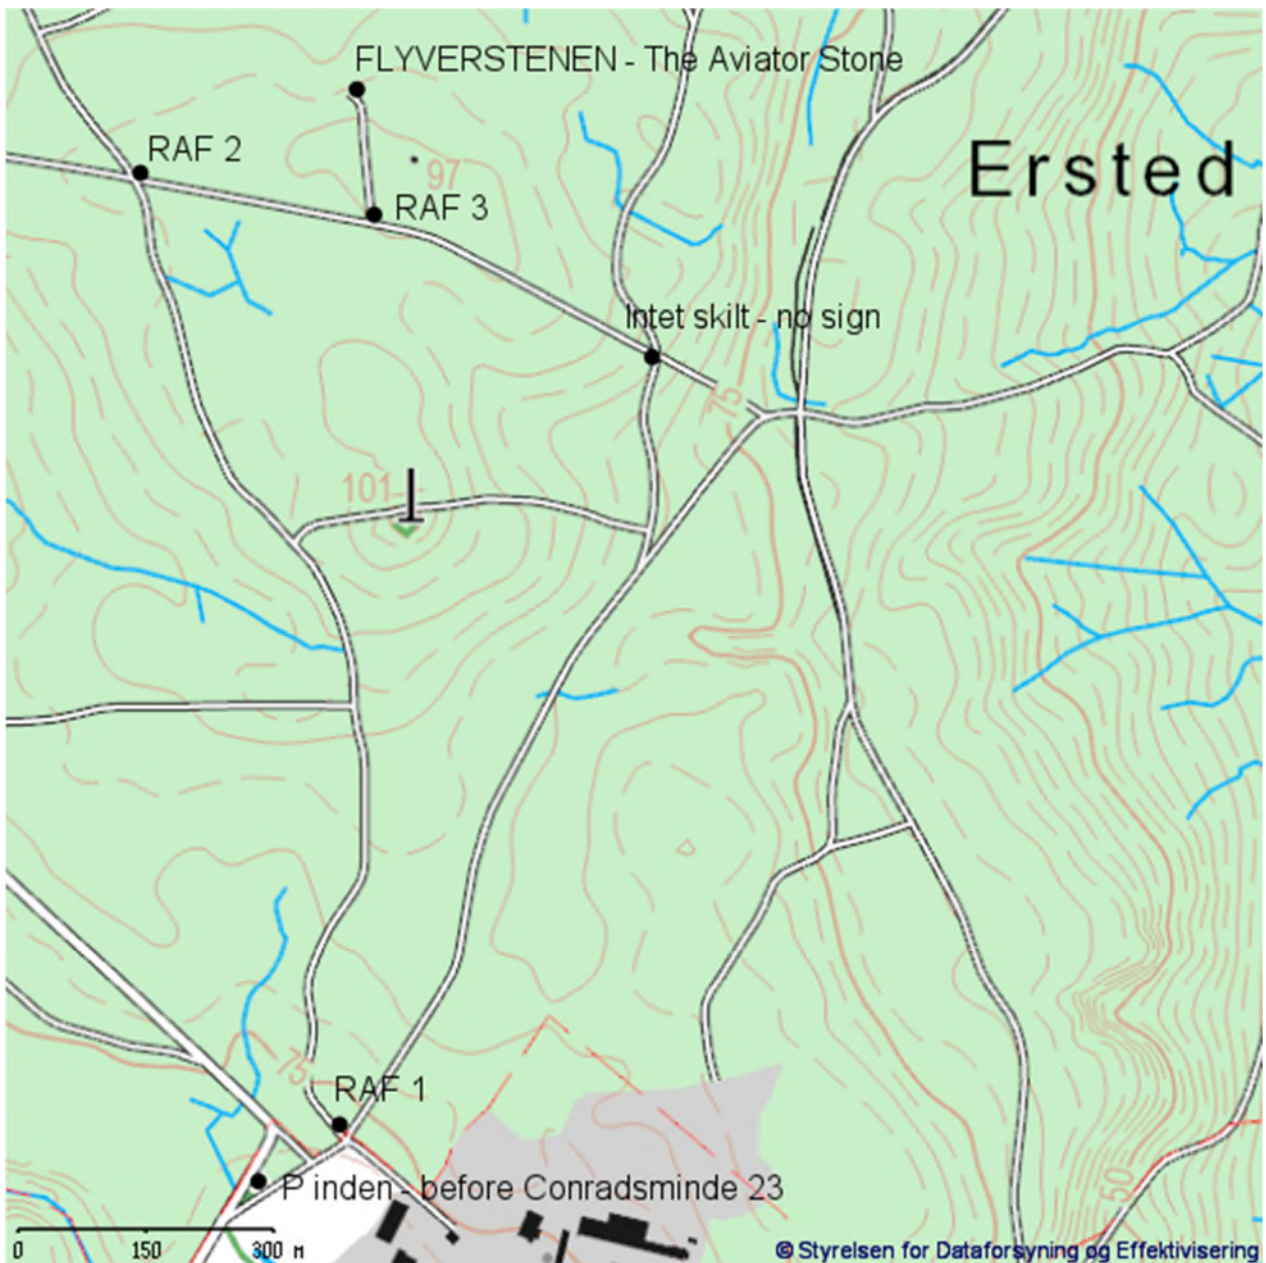 FLYVERSTENEN - The Aviator Stone
RAF 2
Ersted
97
RAF 3
Intet skilt - no sign
75
101
75
RAF 1
P inden - before Conradsminde 23
50
0 150 300 M
© Styrelsen for Dataforsyning og Effektivisering